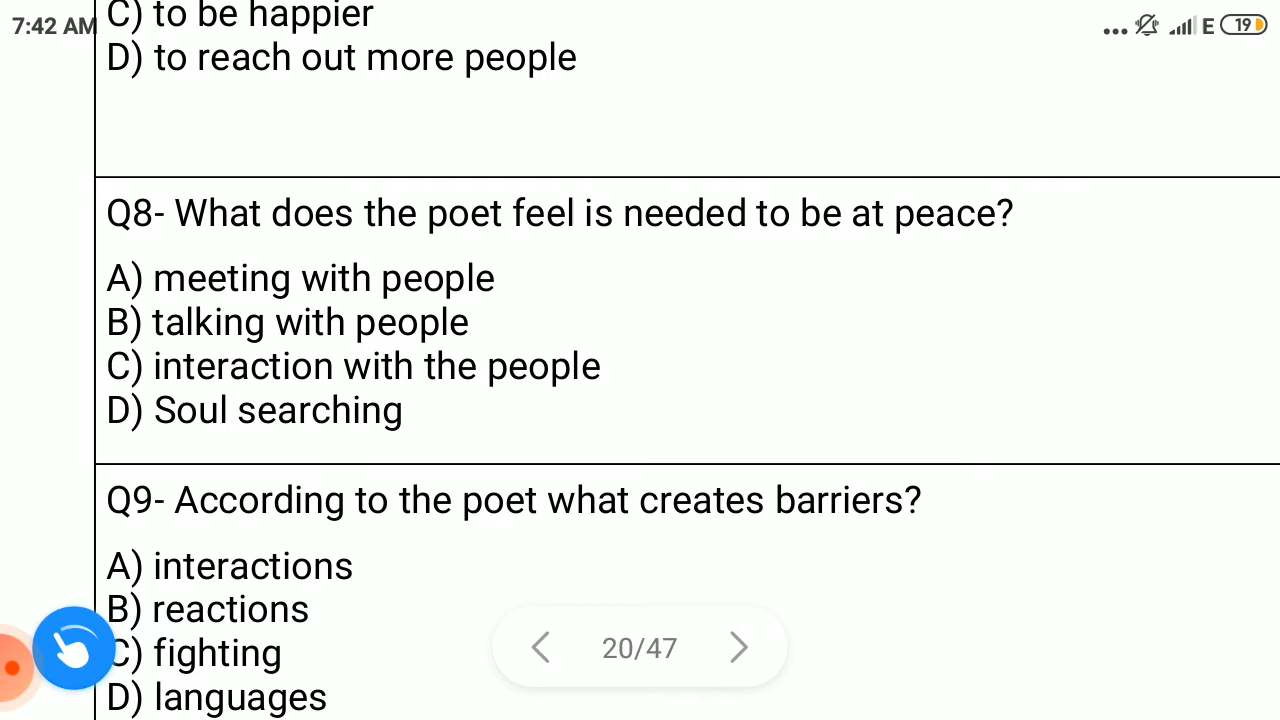 7:42 AM
E 19
C) to be happier
D) to reach out more people
Q8- What does the poet feel is needed to be at peace?
A) meeting with people
B) talking with people
C) interaction with the people
D) Soul searching
Q9- According to the poet what creates barriers?
A) interactions
B) reactions
C) fighting
D) languages
20/47